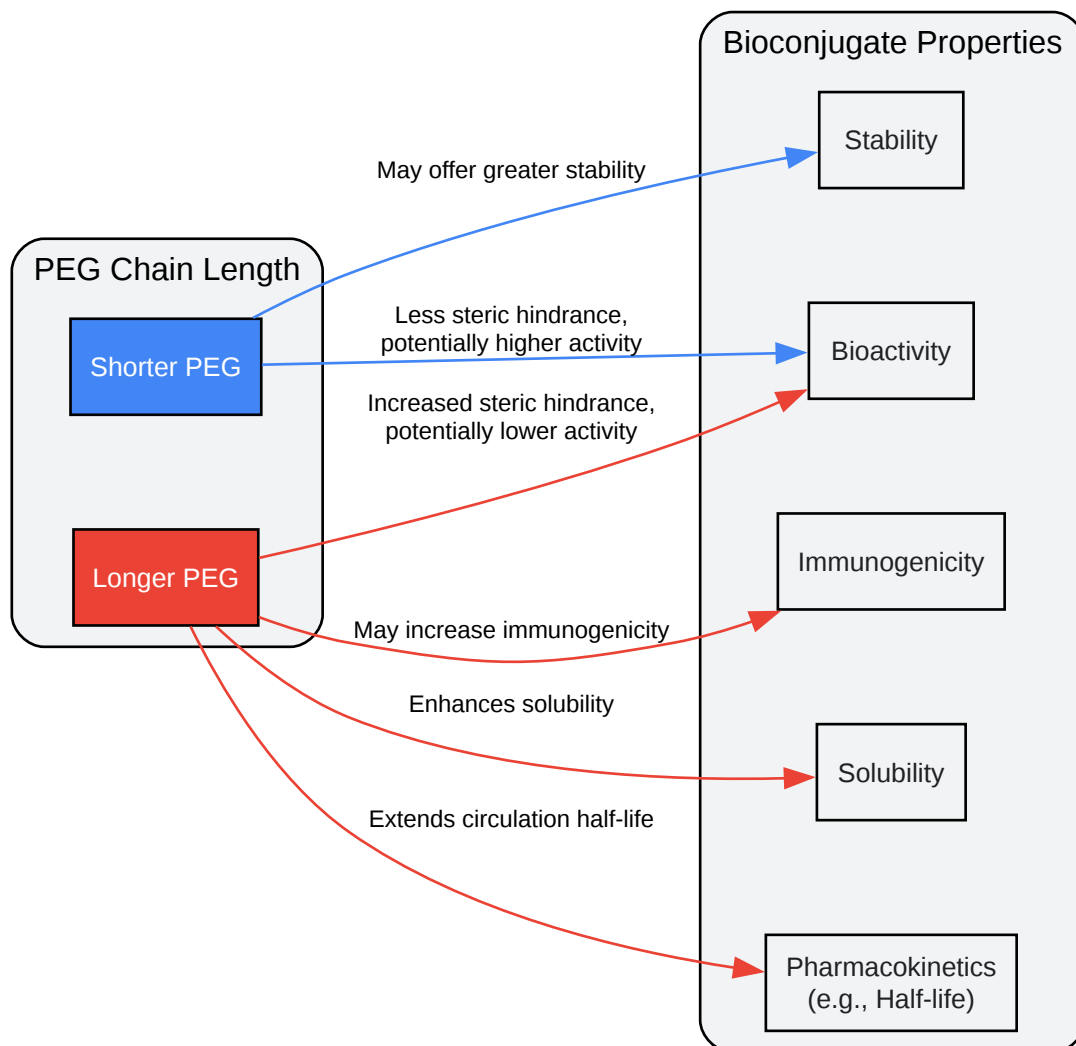 Bioconjugate Properties
Stability
May offer greater stability
PEG Chain Length
Shorter PEG
Less steric hindrance,
potentially higher activity
Bioactivity
Increased steric hindrance,
potentially lower activity
Longer PEG
Immunogenicity
May increase immunogenicity
Enhances solubility
Solubility
Extends circulation half-life
Pharmacokinetics
(e.g., Half-life)